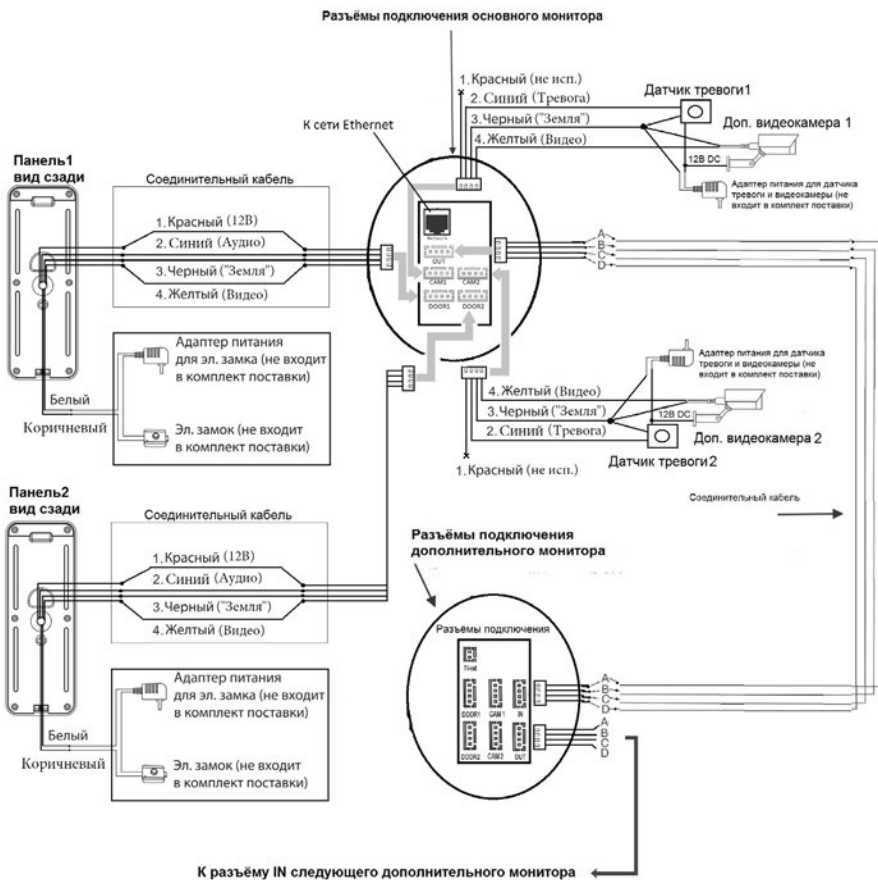 Разъёмы подключения основного монитора
1. Красный (не исп.)
2. Синий (Тревога)
3. Черный ("Земля")
4. Желтый (Видео)
Датчик тревоги1
Доп. видеокамера 1
12В DC
Адаптер питания для датчика
тревоги и видеокамеры (не
входит в комплект поставки)
К сети Ethernet
Панель1
вид сзади
Соединительный кабель
1. Красный (12В)
2. Синий (Аудио)
3. Черный ("Земля")
4. Желтый (Видео)
Network
OUT
CAM1
CAM2
DOOR1
DOOR2
A
B
C
D
Адаптер питания
для эл. замка (не входит
в комплект поставки)
Белый
Коричневый
Эл. замок (не входит
в комплект поставки)
Адаптер питания для датчика
тревоги и видеокамеры (не
входит в комплект поставки)
4. Желтый (Видео)
3. Черный ("Земля")
2. Синий (Тревога)
1. Красный (не исп.)
12В DC
Доп. видеокамера 2
Датчик тревоги2
Панель2
вид сзади
Соединительный кабель
1. Красный (12В)
2. Синий (Аудио)
3. Черный ("Земля")
4. Желтый (Видео)
Соединительный кабель
Разъёмы подключения
дополнительного монитора
Разъёмы подключения
DOOR1
CAM 1
IN
DOOR2
CAM2
OUT
A
B
C
D
A
B
C
D
Адаптер питания
для эл. замка (не входит
в комплект поставки)
Белый
Коричневый
Эл. замок (не входит
в комплект поставки)
К разъёму IN следующего дополнительного монитора